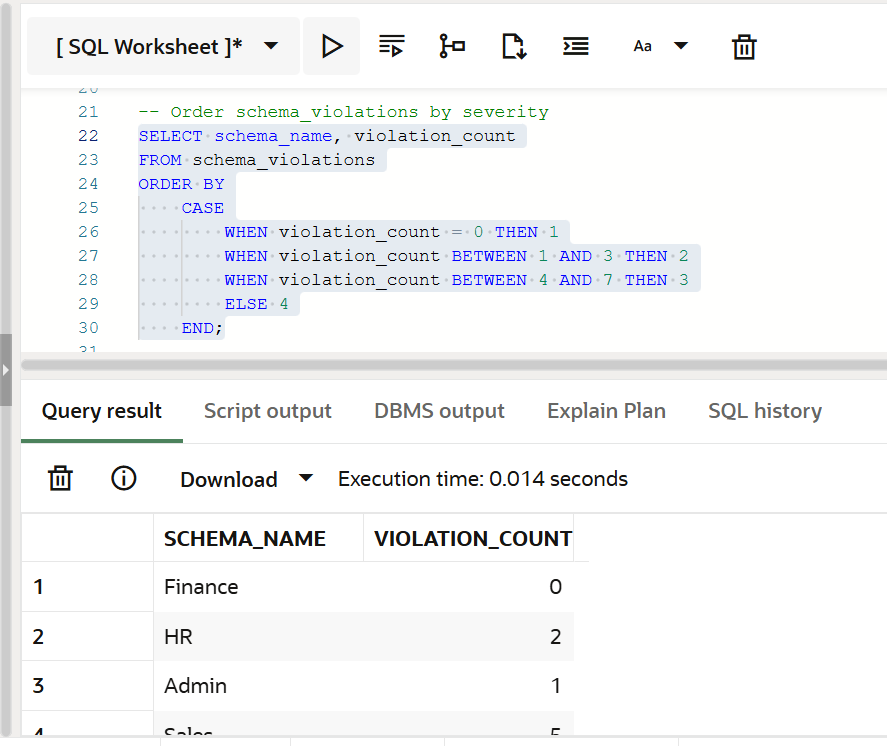 [ SQL Worksheet ]*
Aa
20
21 -- Order schema_violations by severity
22 SELECT schema_name, violation_count
23 FROM schema_violations
24 ORDER BY
25 CASE
26 WHEN violation_count = 0 THEN 1
27 WHEN violation_count BETWEEN 1 AND 3 THEN 2
28 WHEN violation_count BETWEEN 4 AND 7 THEN 3
29 ELSE 4
30 END;
31
Query result Script output DBMS output Explain Plan SQL history
Download Execution time: 0.014 seconds
SCHEMA_NAME VIOLATION_COUNT
1 Finance 0
2 HR 2
3 Admin 1
4 Sales 5